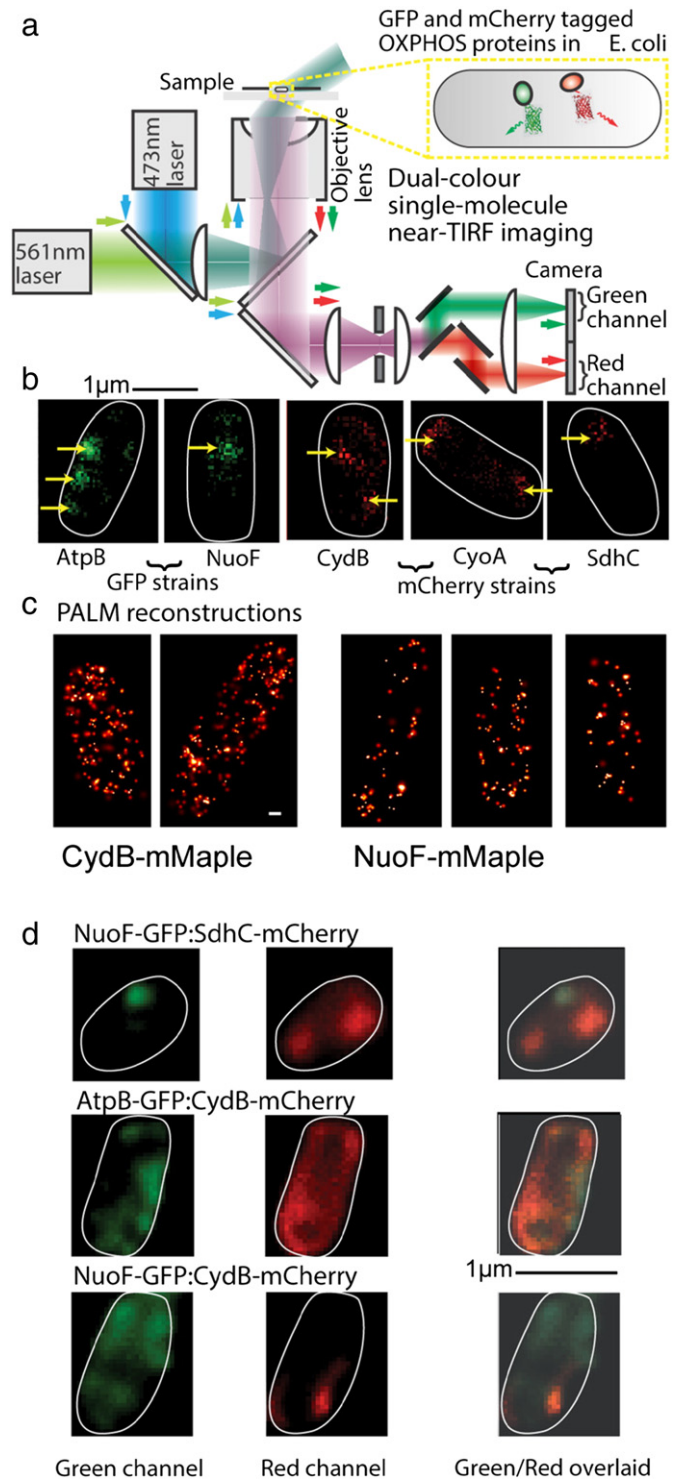 a
GFP and mCherry tagged
OXPHOS proteins in E. coli
Sample
473nm
laser
Objective
lens
561nm
laser
Dual-colour
single-molecule
near-TIRF imaging
Camera
Green
channel
Red
channel
b
1µm
AtpB
NuoF
CydB
CyoA
SdhC
GFP strains
mCherry strains
c
PALM reconstructions
CydB-mMaple
NuoF-mMaple
d
NuoF-GFP:SdhC-mCherry
AtpB-GFP:CydB-mCherry
NuoF-GFP:CydB-mCherry
1µm
Green channel
Red channel
Green/Red overlaid